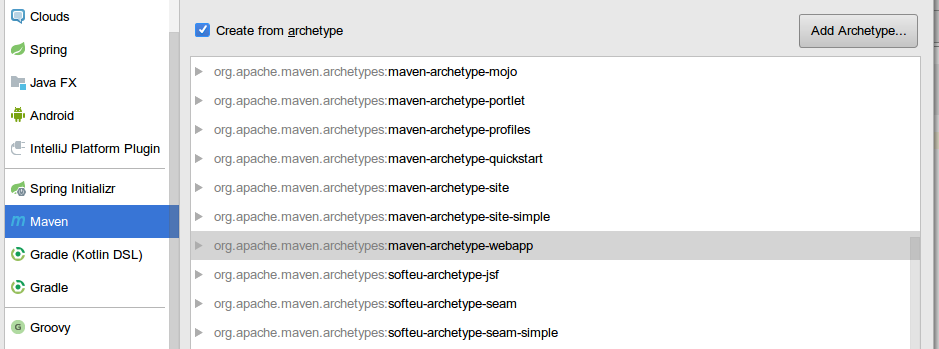 Clouds
Spring
Java FX
Android
IntelliJ Platform Plugin
Spring Initializr
m Maven
Gradle (Kotlin DSL)
Gradle
G Groovy
Create from archetype
Add Archetype...
org.apache.maven.archetypes:maven-archetype-mojo
org.apache.maven.archetypes:maven-archetype-portlet
org.apache.maven.archetypes:maven-archetype-profiles
org.apache.maven.archetypes:maven-archetype-quickstart
org.apache.maven.archetypes:maven-archetype-site
org.apache.maven.archetypes:maven-archetype-site-simple
org.apache.maven.archetypes:maven-archetype-webapp
org.apache.maven.archetypes:softeu-archetype-jsf
org.apache.maven.archetypes:softeu-archetype-seam
org.apache.maven.archetypes:softeu-archetype-seam-simple